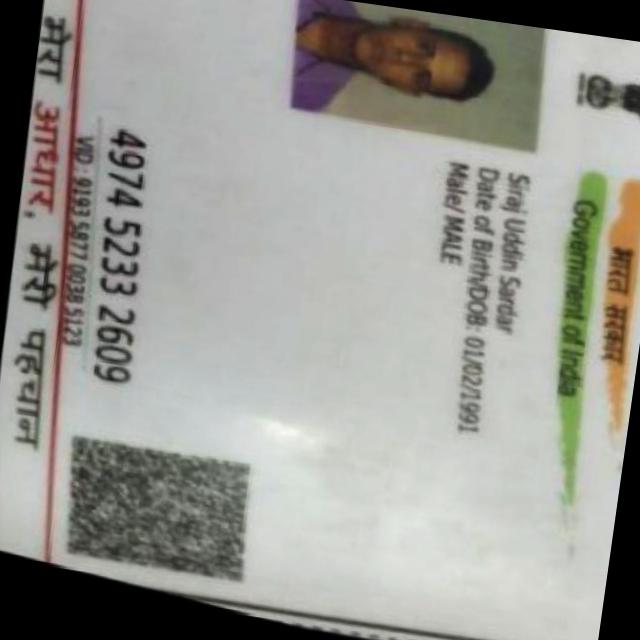 भारत सरकार
Government of India
Siraj Uddin Sardar
Date of Birth/DOB: 01/02/1991
Male/ MALE
4974 5233 2609
VID : 9193 0038 5123
मेरा आधार, मेरी पहचान